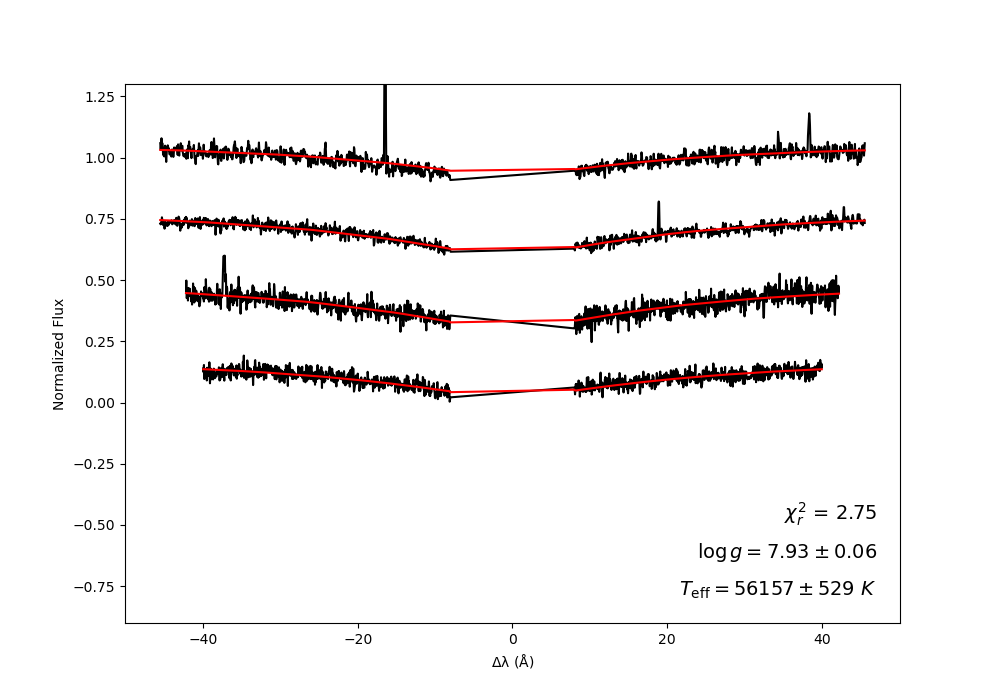 1.25
1.00
0.75
0.50
0.25
0.00
−0.25
−0.50
−0.75
Normalized Flux
χ²ᵣ = 2.75
log g = 7.93 ± 0.06
T_eff = 56157 ± 529 K
−40 −20 0 20 40
Δλ (Å)